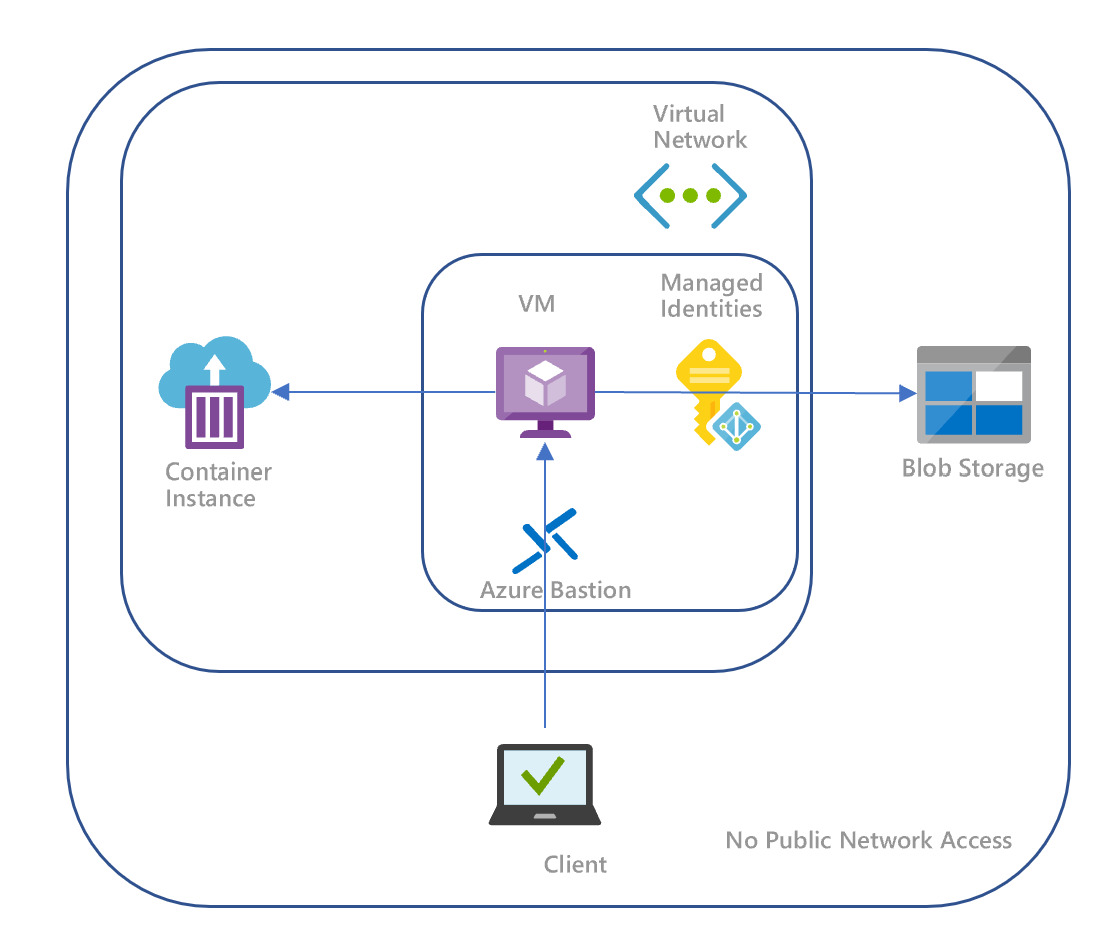 Virtual
Network
Managed
Identities
VM
Container
Instance
Blob Storage
Azure Bastion
No Public Network Access
Client